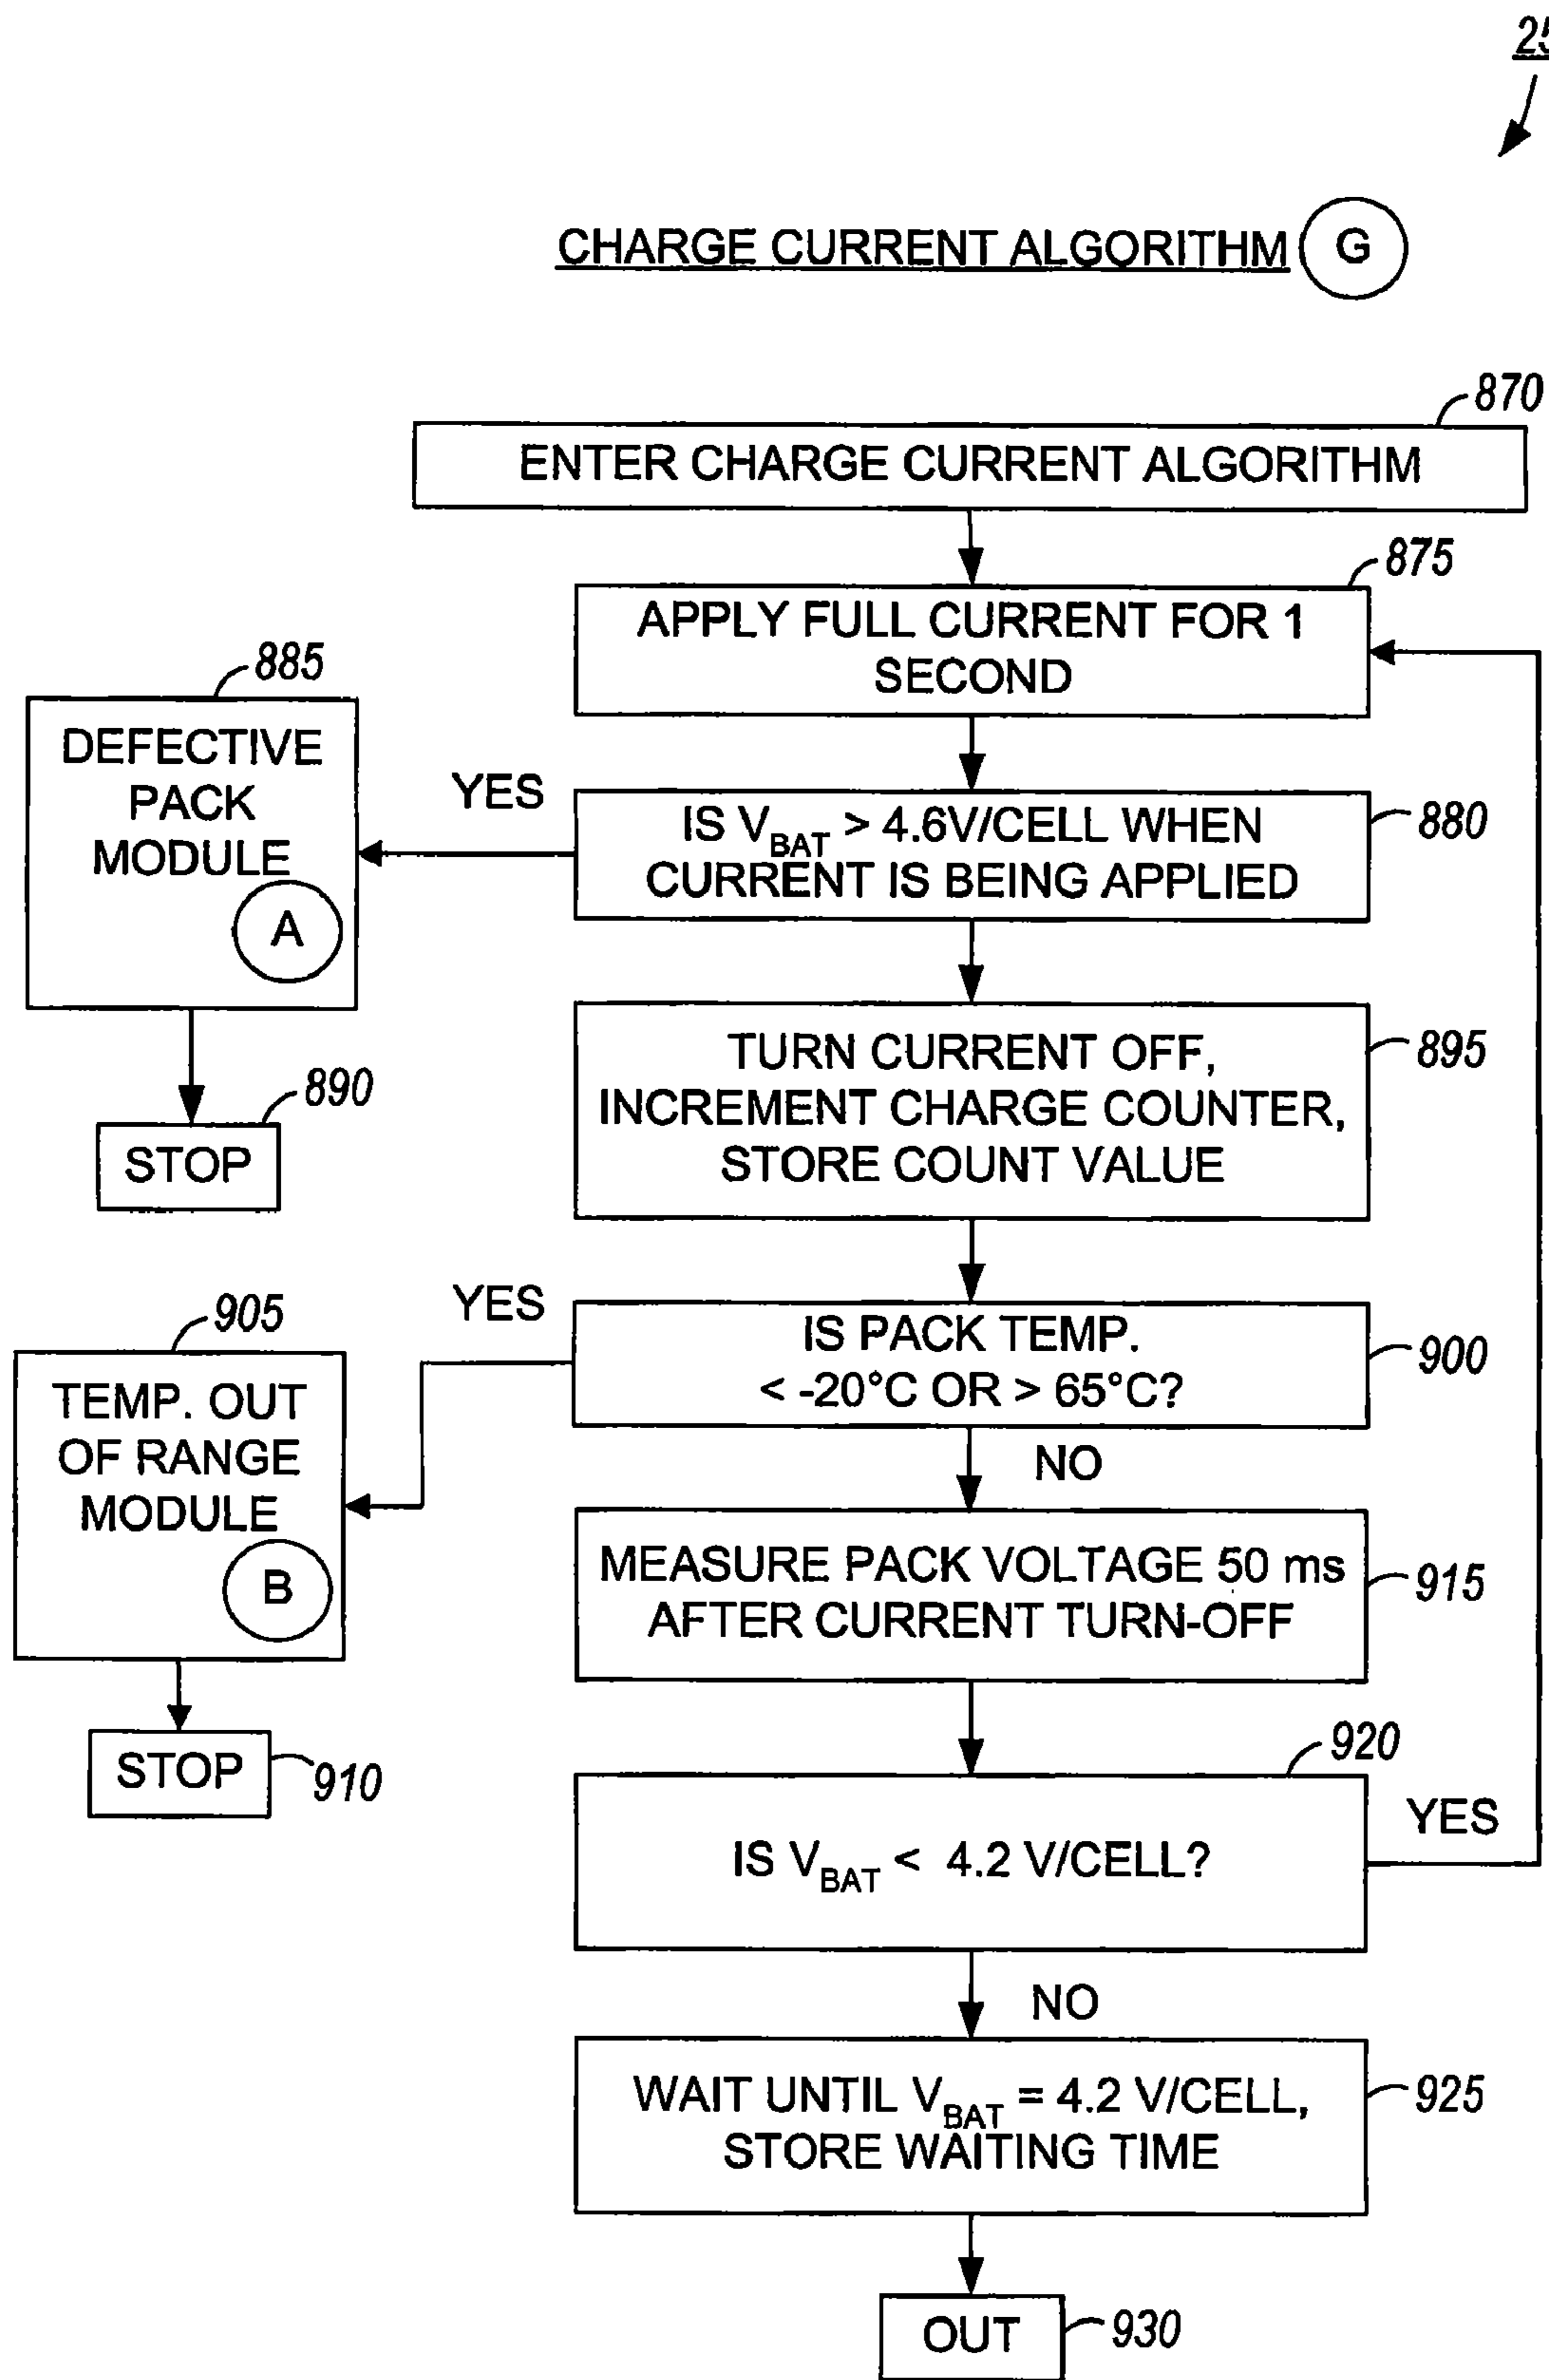 25
CHARGE CURRENT ALGORITHM G
870
ENTER CHARGE CURRENT ALGORITHM
875
APPLY FULL CURRENT FOR 1
SECOND
885
DEFECTIVE
PACK
MODULE
A
YES
880
IS V_BAT > 4.6V/CELL WHEN
CURRENT IS BEING APPLIED
890
STOP
895
TURN CURRENT OFF,
INCREMENT CHARGE COUNTER,
STORE COUNT VALUE
YES
900
IS PACK TEMP.
< -20°C OR > 65°C?
905
TEMP. OUT
OF RANGE
MODULE
B
NO
915
MEASURE PACK VOLTAGE 50 ms
AFTER CURRENT TURN-OFF
STOP
910
920
IS V_BAT < 4.2 V/CELL?
YES
NO
925
WAIT UNTIL V_BAT = 4.2 V/CELL,
STORE WAITING TIME
OUT
930